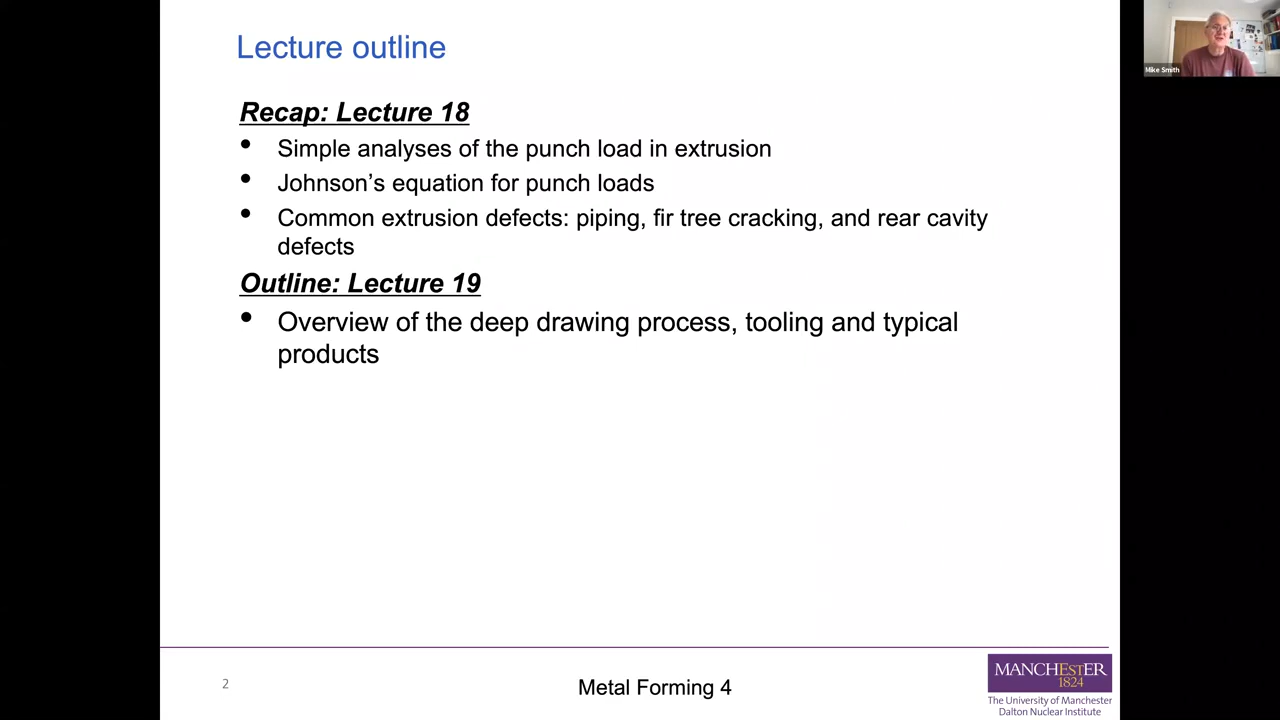 Lecture outline
Mike Smith
Recap: Lecture 18
• Simple analyses of the punch load in extrusion
• Johnson’s equation for punch loads
• Common extrusion defects: piping, fir tree cracking, and rear cavity
defects
Outline: Lecture 19
• Overview of the deep drawing process, tooling and typical
products
2
Metal Forming 4
MANCHESTER
1824
The University of Manchester
Dalton Nuclear Institute